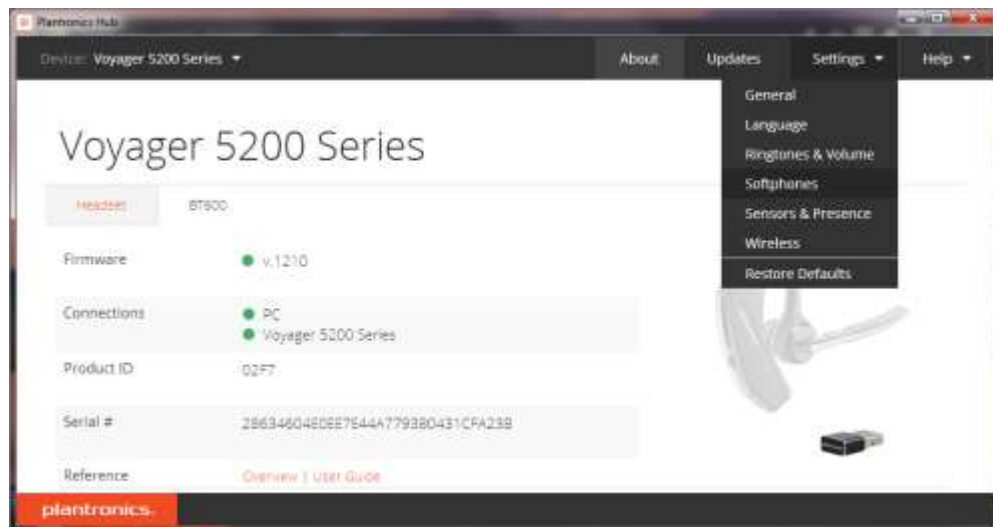 Plantronics Hub
Device: Voyager 5200 Series
About
Updates
Settings
Help
General
Language
Ringtones & Volume
Softphones
Sensors & Presence
Wireless
Restore Defaults
Voyager 5200 Series
Headset
BT600
Firmware
v.1210
Connections
PC
Voyager 5200 Series
Product ID
02F7
Serial #
Reference
Overview | User Guide
plantronics.